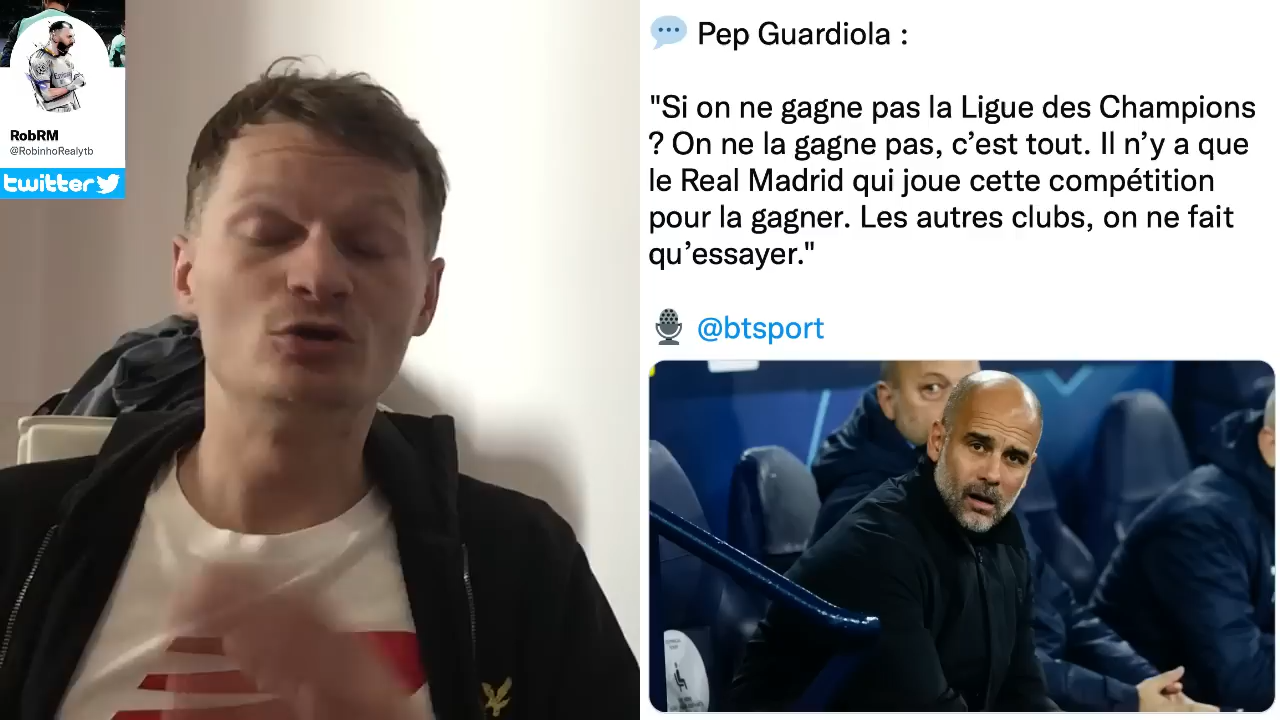 RobRM
@RobinhoRealytb
twitter
Pep Guardiola :
"Si on ne gagne pas la Ligue des Champions
? On ne la gagne pas, c’est tout. Il n’y a que
le Real Madrid qui joue cette compétition
pour la gagner. Les autres clubs, on ne fait
qu’essayer."
@btsport